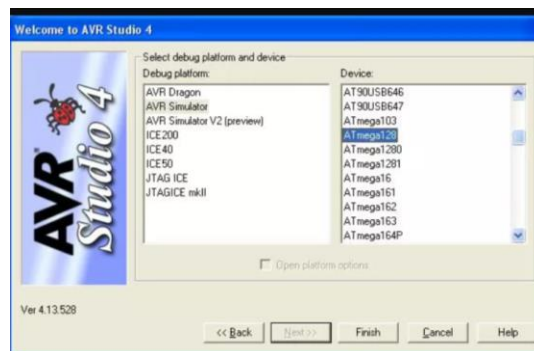 Welcome to AVR Studio 4
AVR Studio 4
Select debug platform and device
Debug platform:
AVR Dragon
AVR Simulator
AVR Simulator V2 (preview)
ICE200
ICE40
ICE50
JTAG ICE
JTAGICE mkII
Device:
AT90USB646
AT90USB647
ATmega103
ATmega128
ATmega1280
ATmega1281
ATmega16
ATmega161
ATmega162
ATmega163
ATmega164P
Open platform options
Ver 4.13.528
<< Back
Next >>
Finish
Cancel
Help